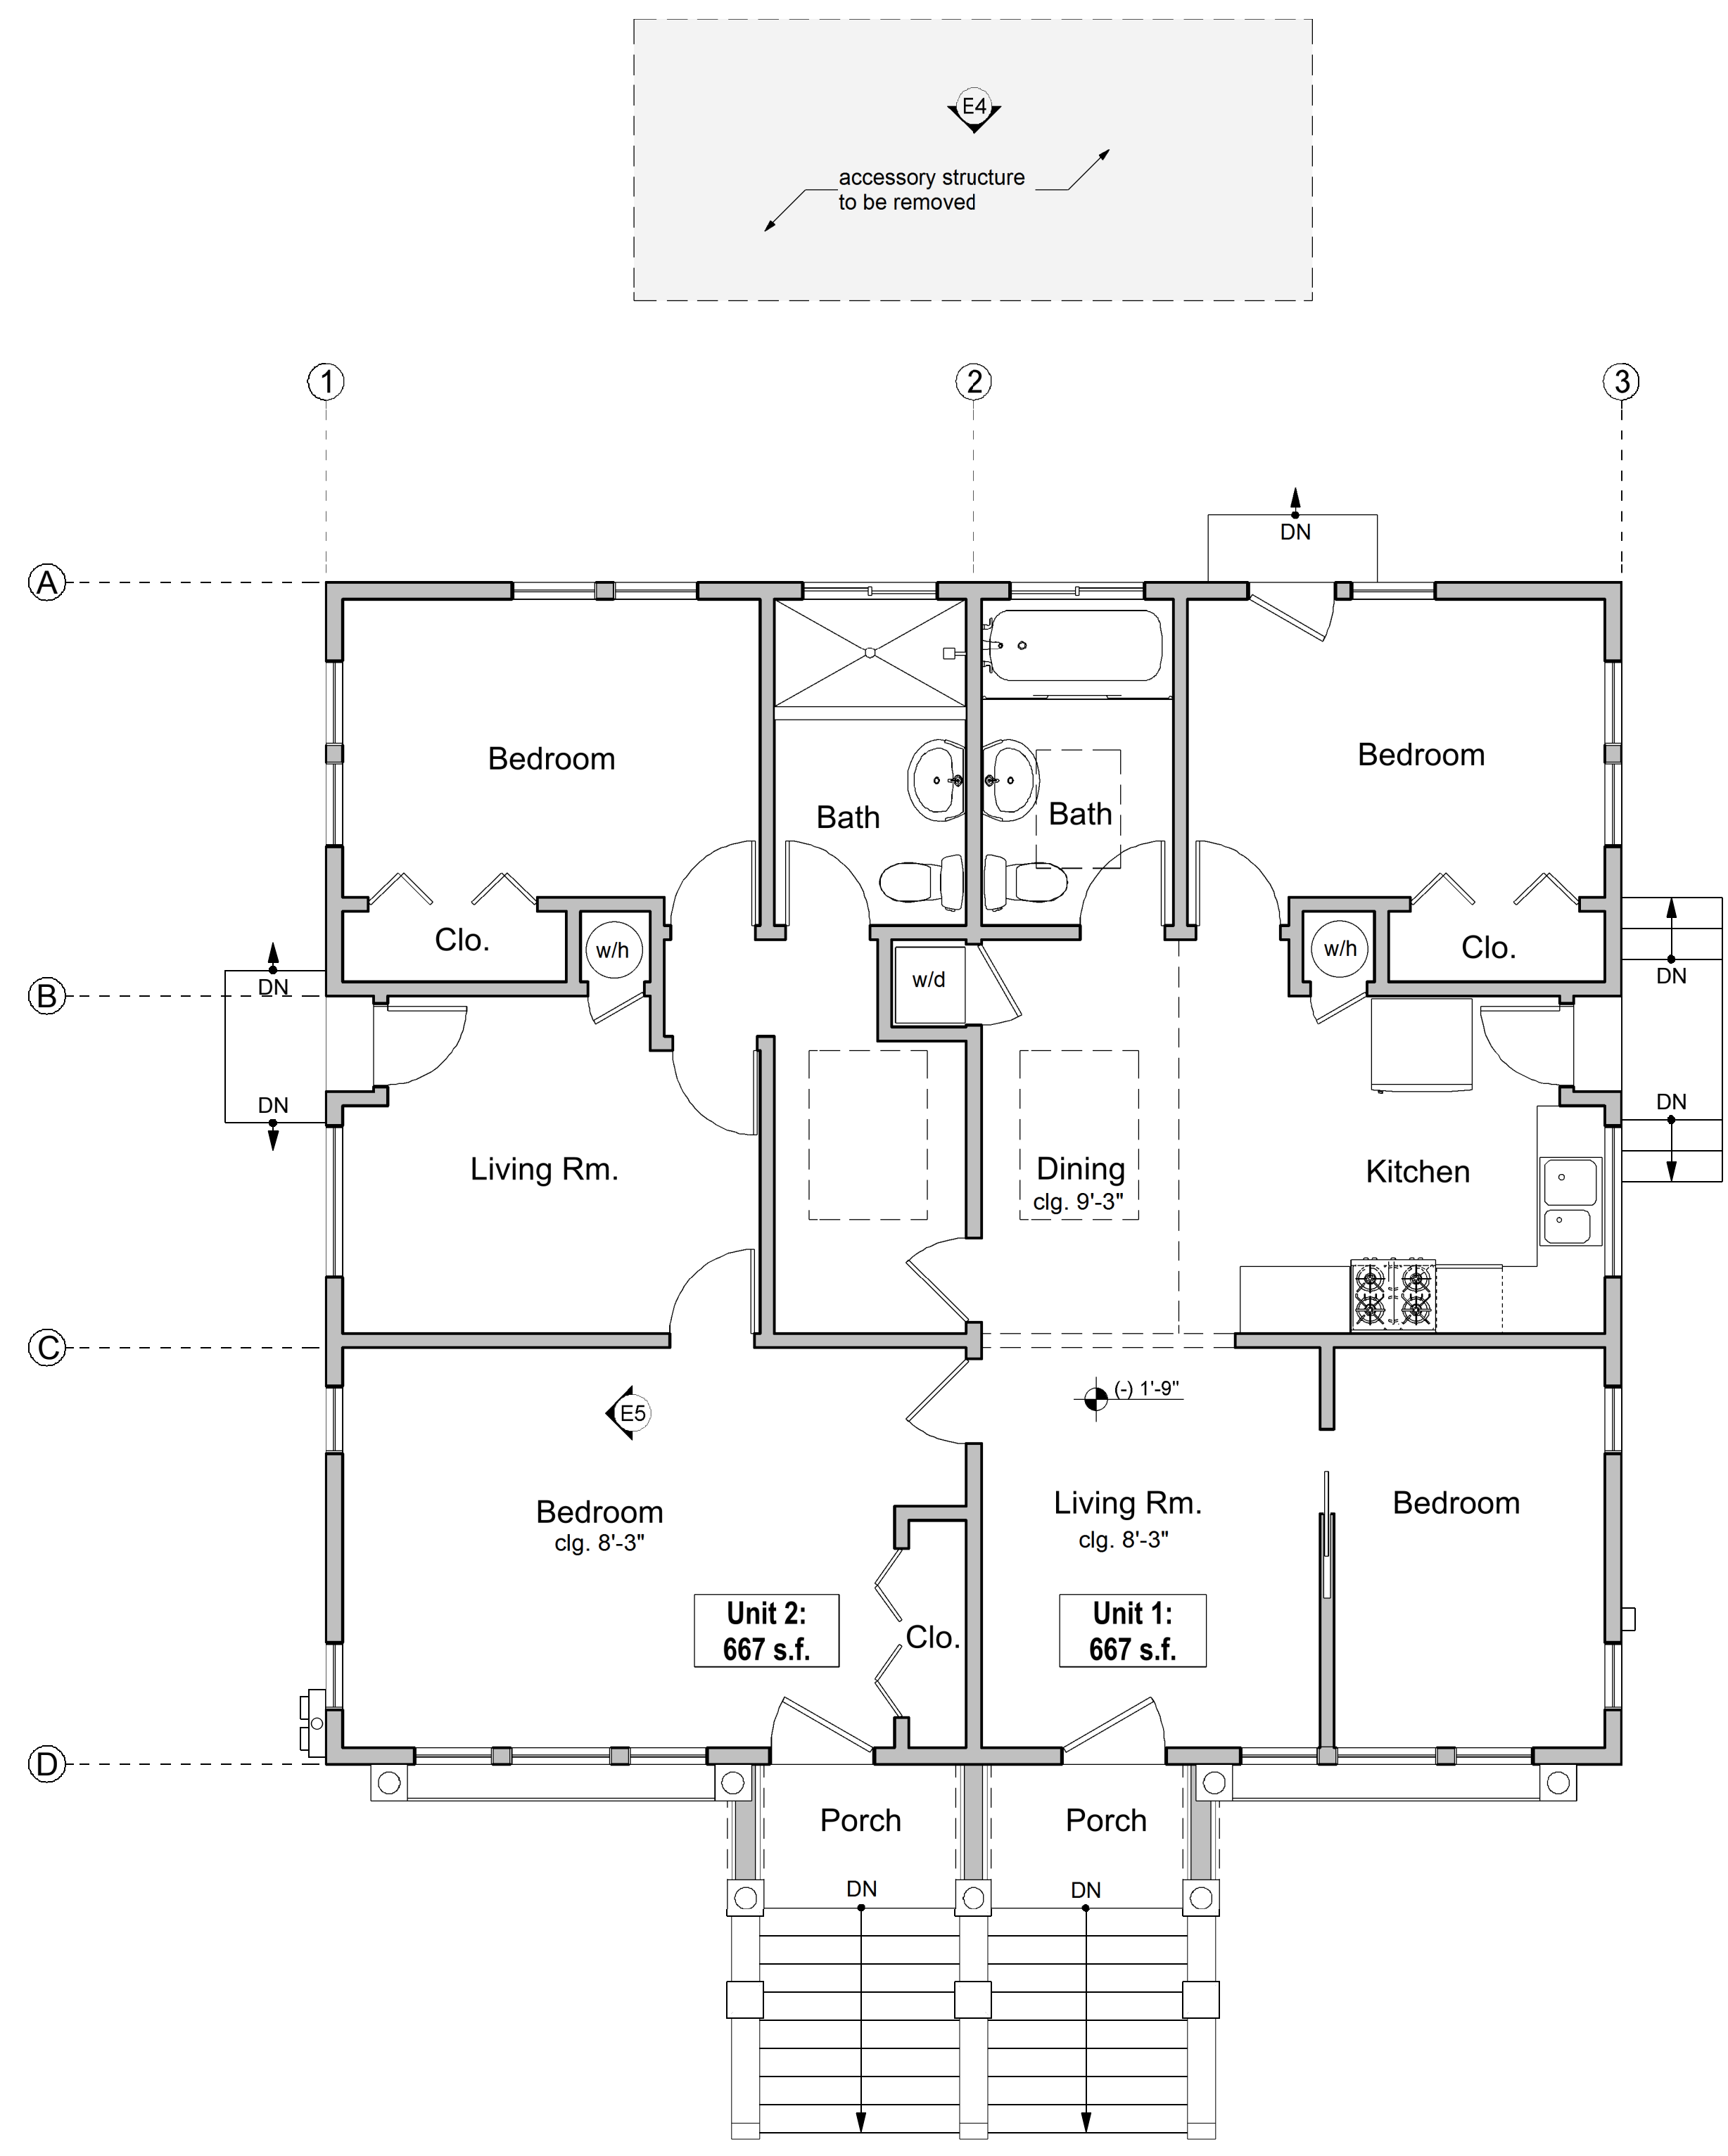 E4
accessory structure
to be removed
1
2
3
DN
A
Bedroom
Bedroom
Bath
Bath
Clo.
w/h
w/h
Clo.
w/d
DN
DN
B
DN
DN
Living Rm.
Dining
clg. 9'-3"
Kitchen
C
(-) 1'-9"
E5
Bedroom
clg. 8'-3"
Living Rm.
clg. 8'-3"
Bedroom
Unit 2:
667 s.f.
Clo.
Unit 1:
667 s.f.
D
Porch
Porch
DN
DN